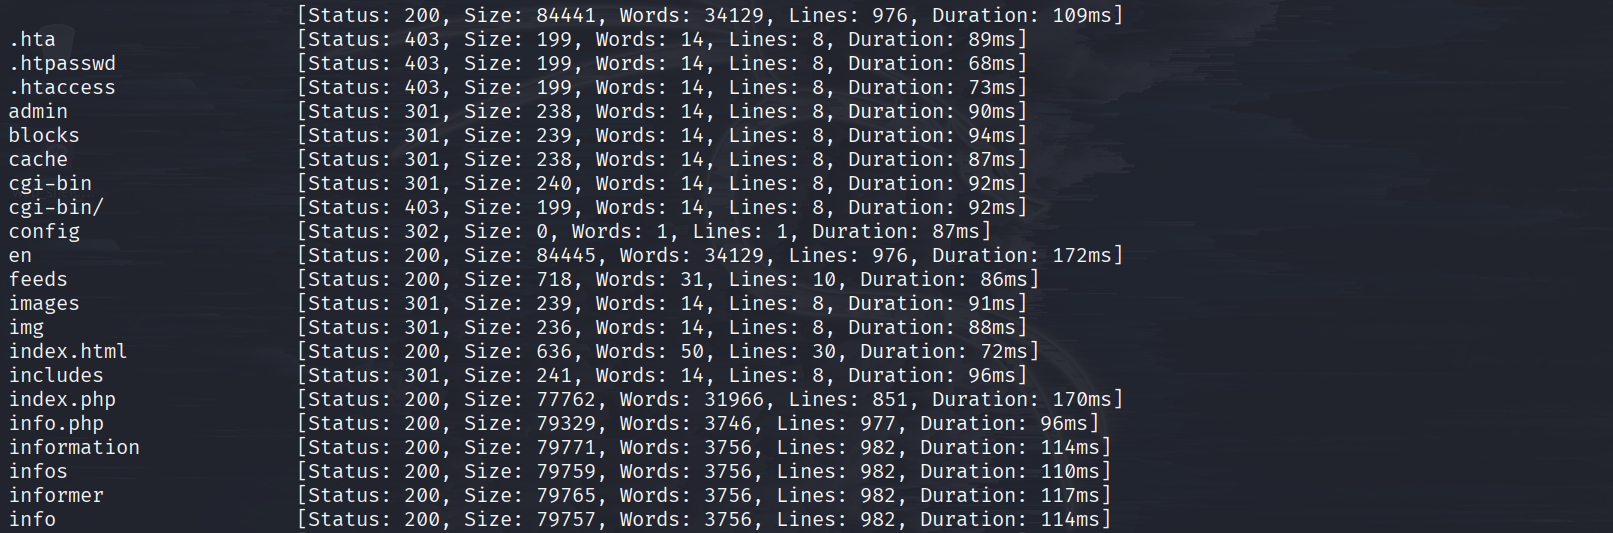 [Status: 200, Size: 84441, Words: 34129, Lines: 976, Duration: 109ms]
.hta [Status: 403, Size: 199, Words: 14, Lines: 8, Duration: 89ms]
.htpasswd [Status: 403, Size: 199, Words: 14, Lines: 8, Duration: 68ms]
.htaccess [Status: 403, Size: 199, Words: 14, Lines: 8, Duration: 73ms]
admin [Status: 301, Size: 238, Words: 14, Lines: 8, Duration: 90ms]
blocks [Status: 301, Size: 239, Words: 14, Lines: 8, Duration: 94ms]
cache [Status: 301, Size: 238, Words: 14, Lines: 8, Duration: 87ms]
cgi-bin [Status: 301, Size: 240, Words: 14, Lines: 8, Duration: 92ms]
cgi-bin/ [Status: 403, Size: 199, Words: 14, Lines: 8, Duration: 92ms]
config [Status: 302, Size: 0, Words: 1, Lines: 1, Duration: 87ms]
en [Status: 200, Size: 84445, Words: 34129, Lines: 976, Duration: 172ms]
feeds [Status: 200, Size: 718, Words: 31, Lines: 10, Duration: 86ms]
images [Status: 301, Size: 239, Words: 14, Lines: 8, Duration: 91ms]
img [Status: 301, Size: 236, Words: 14, Lines: 8, Duration: 88ms]
index.html [Status: 200, Size: 636, Words: 50, Lines: 30, Duration: 72ms]
includes [Status: 301, Size: 241, Words: 14, Lines: 8, Duration: 96ms]
index.php [Status: 200, Size: 77762, Words: 31966, Lines: 851, Duration: 170ms]
info.php [Status: 200, Size: 79329, Words: 3746, Lines: 977, Duration: 96ms]
information [Status: 200, Size: 79771, Words: 3756, Lines: 982, Duration: 114ms]
infos [Status: 200, Size: 79759, Words: 3756, Lines: 982, Duration: 110ms]
informer [Status: 200, Size: 79765, Words: 3756, Lines: 982, Duration: 117ms]
info [Status: 200, Size: 79757, Words: 3756, Lines: 982, Duration: 114ms]